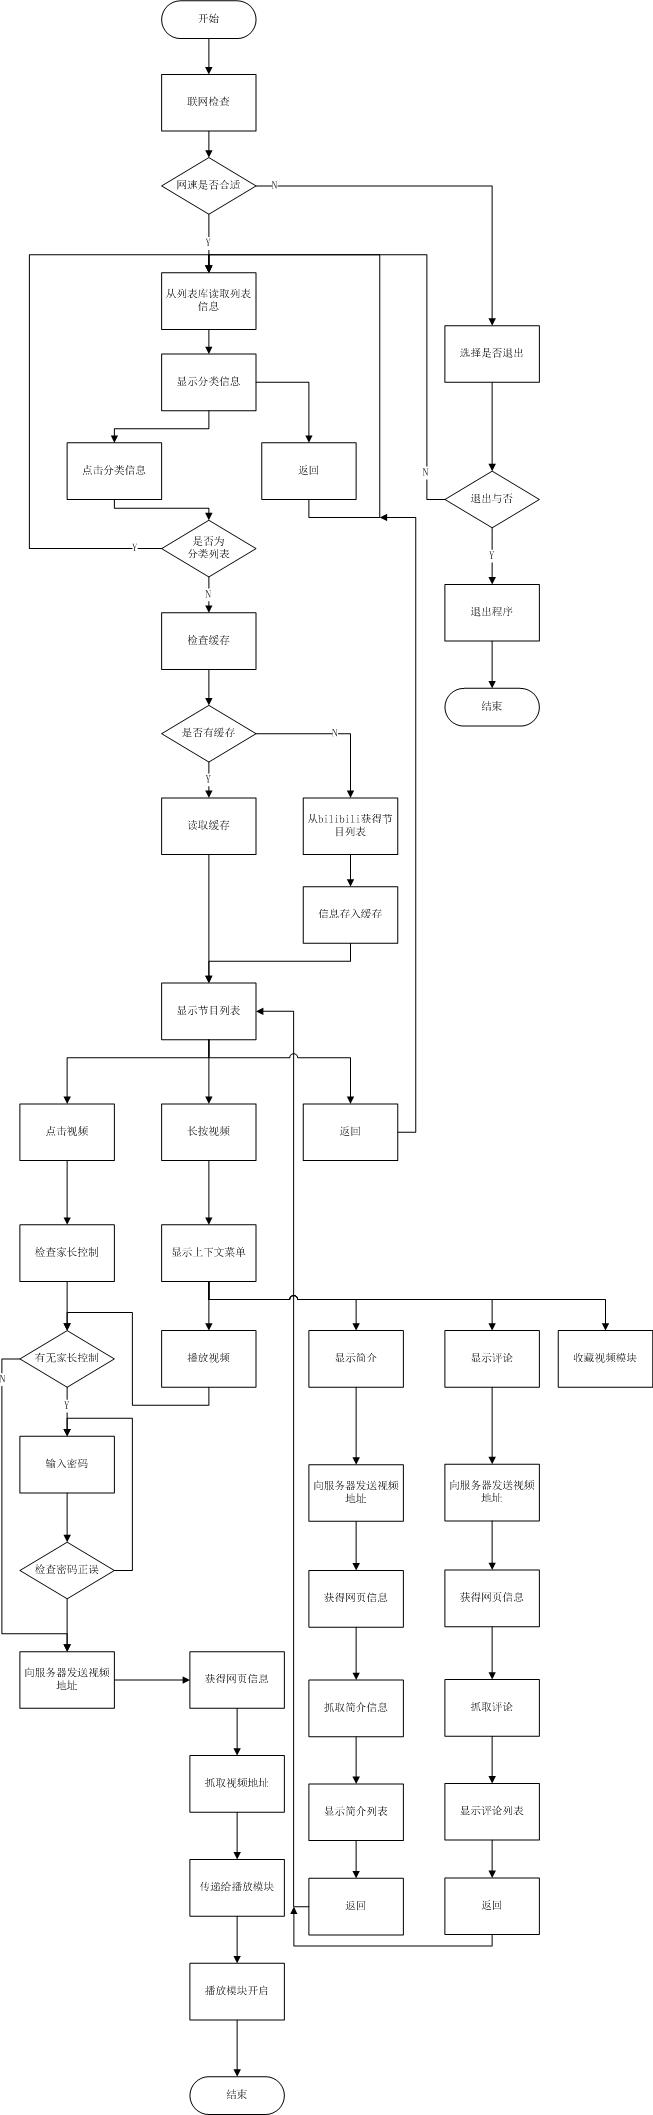 开始
联网检查
网速是否合适
N
Y
从列表库读取列表
信息
选择是否退出
显示分类信息
点击分类信息
返回
N
退出与否
是否为
分类列表
Y
Y
N
退出程序
检查缓存
结束
是否有缓存
N
Y
读取缓存
从bilibili获得节
目列表
信息存入缓存
显示节目列表
点击视频
长按视频
返回
检查家长控制
显示上下文菜单
有无家长控制
播放视频
显示简介
显示评论
收藏视频模块
N
Y
输入密码
向服务器发送视频
地址
向服务器发送视频
地址
检查密码正误
获得网页信息
获得网页信息
向服务器发送视频
地址
获得网页信息
抓取简介信息
抓取评论
抓取视频地址
显示简介列表
显示评论列表
传递给播放模块
返回
返回
播放模块开启
结束